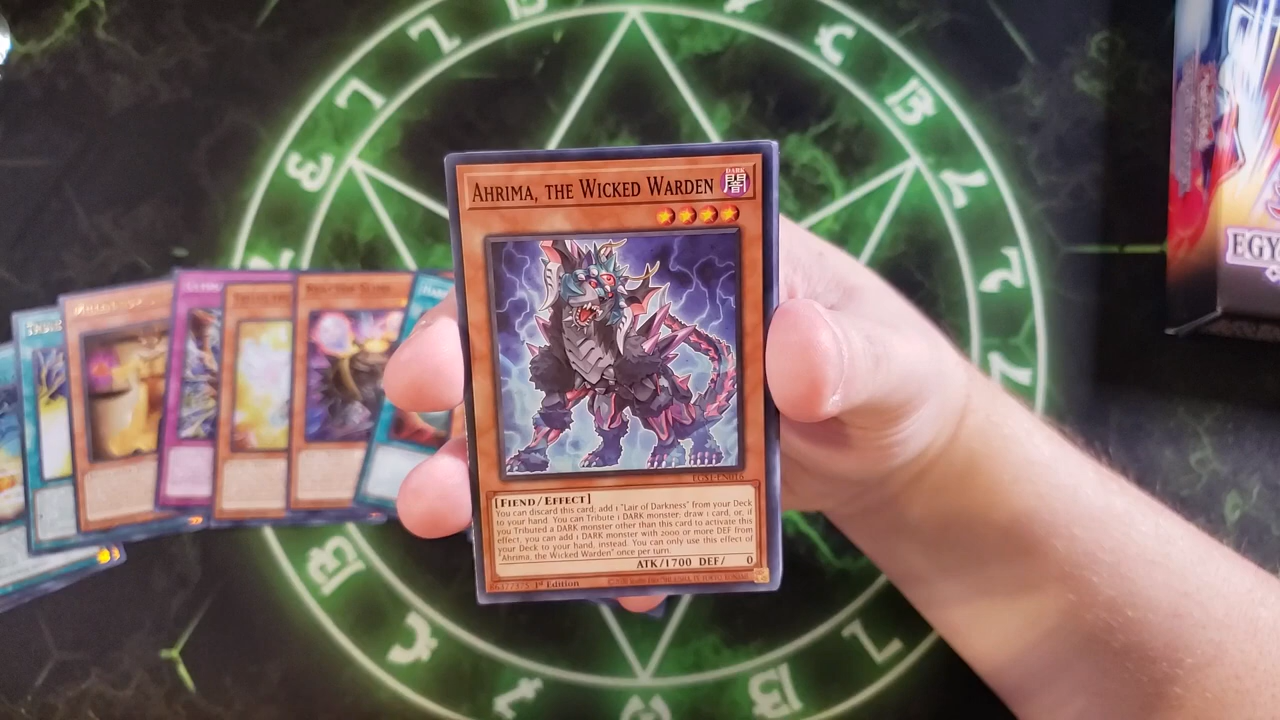 AHRIMA, THE WICKED WARDEN
DARK
闇
EGY
[FIEND/EFFECT]
You can discard this card; add 1 "Lair of Darkness" from your Deck
to your hand. You can Tribute 1 DARK monster; draw 1 card, or, if
you Tributed a DARK monster other than this card to activate this
effect, you can add 1 DARK monster with 2000 or more DEF from
your Deck to your hand, instead. You can only use this effect of
"Ahrima, the Wicked Warden" once per turn.
ATK/1700 DEF/ 0
1st Edition